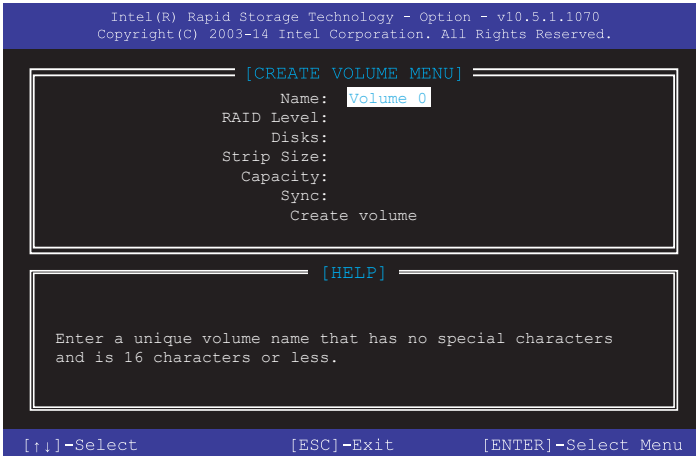 Intel(R) Rapid Storage Technology - Option - v10.5.1.1070
Copyright(C) 2003-14 Intel Corporation. All Rights Reserved.
[CREATE VOLUME MENU]
Name: Volume 0
RAID Level:
Disks:
Strip Size:
Capacity:
Sync:
Create volume
[HELP]
Enter a unique volume name that has no special characters
and is 16 characters or less.
[↑↓]-Select [ESC]-Exit [ENTER]-Select Menu